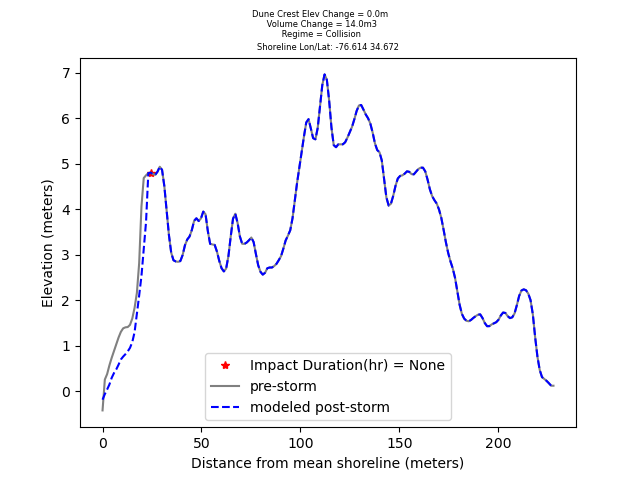 Dune Crest Elev Change = 0.0m
Volume Change = 14.0m3
Regime = Collision
Shoreline Lon/Lat: -76.614 34.672
7
6
5
4
3
2
1
0
Elevation (meters)
Impact Duration(hr) = None
pre-storm
modeled post-storm
0
50
100
150
200
Distance from mean shoreline (meters)